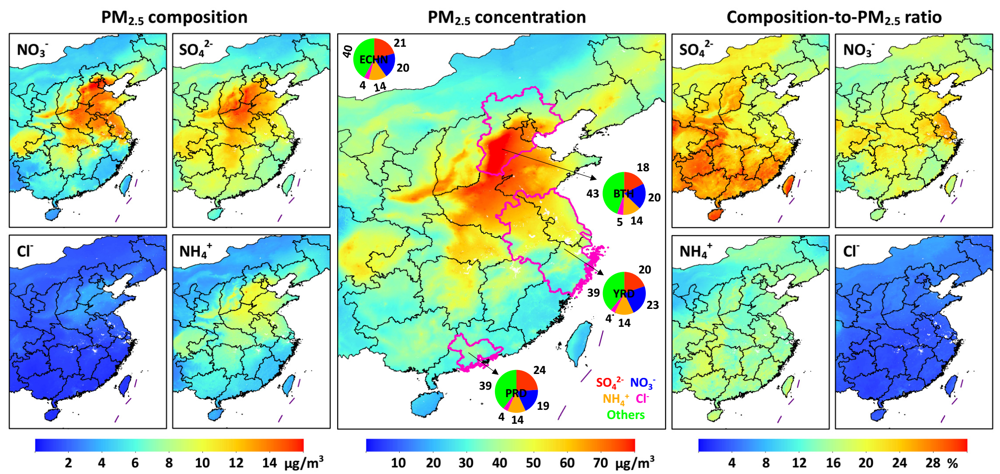 PM2.5 composition
PM2.5 concentration
Composition-to-PM2.5 ratio
NO3-
SO42-
Cl-
NH4+
40
21
ECHN
20
4
14
18
43
BTH
20
5
14
20
39
YRD
23
4
14
24
39
PRD
19
4
14
SO42- NO3-
NH4+ Cl-
Others
SO42-
NO3-
NH4+
Cl-
2 4 6 8 10 12 14 μg/m3
10 20 30 40 50 60 70 μg/m3
4 8 12 16 20 24 28 %